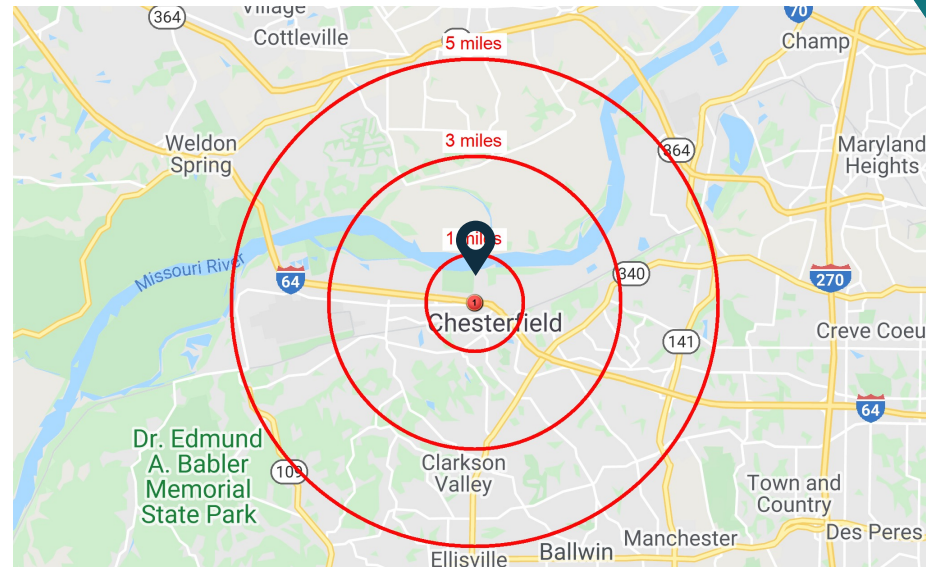 Village
364
Cottleville
70
Champ
5 miles
Weldon
Spring
3 miles
364
Maryland
Heights
1 miles
Missouri River
64
340
270
1
Chesterfield
141
Creve Coeu
64
Dr. Edmund
A. Babler
Memorial
State Park
109
Clarkson
Valley
Town and
Country
Des Peres
Manchester
Ballwin
Ellisville